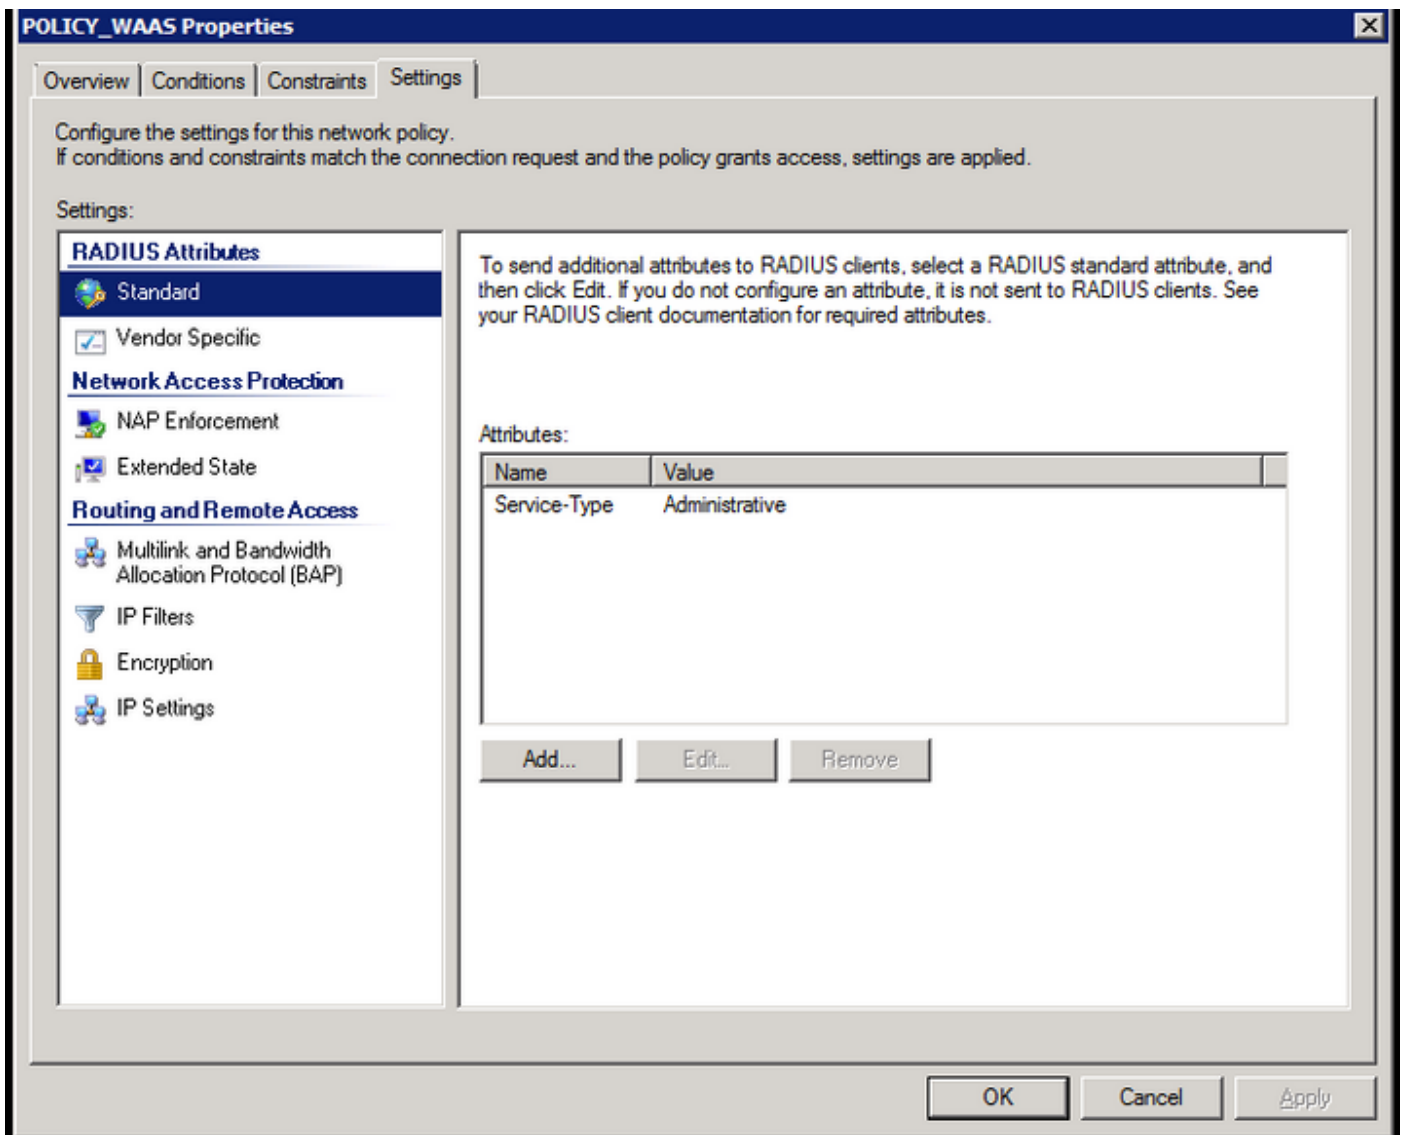 POLICY_WAAS Properties
Overview
Conditions
Constraints
Settings
Configure the settings for this network policy.
If conditions and constraints match the connection request and the policy grants access, settings are applied.
Settings:
RADIUS Attributes
Standard
Vendor Specific
Network Access Protection
NAP Enforcement
Extended State
Routing and Remote Access
Multilink and Bandwidth
Allocation Protocol (BAP)
IP Filters
Encryption
IP Settings
To send additional attributes to RADIUS clients, select a RADIUS standard attribute, and
then click Edit. If you do not configure an attribute, it is not sent to RADIUS clients. See
your RADIUS client documentation for required attributes.
Attributes:
Name Value
Service-Type Administrative
Add... Edit... Remove
OK Cancel Apply